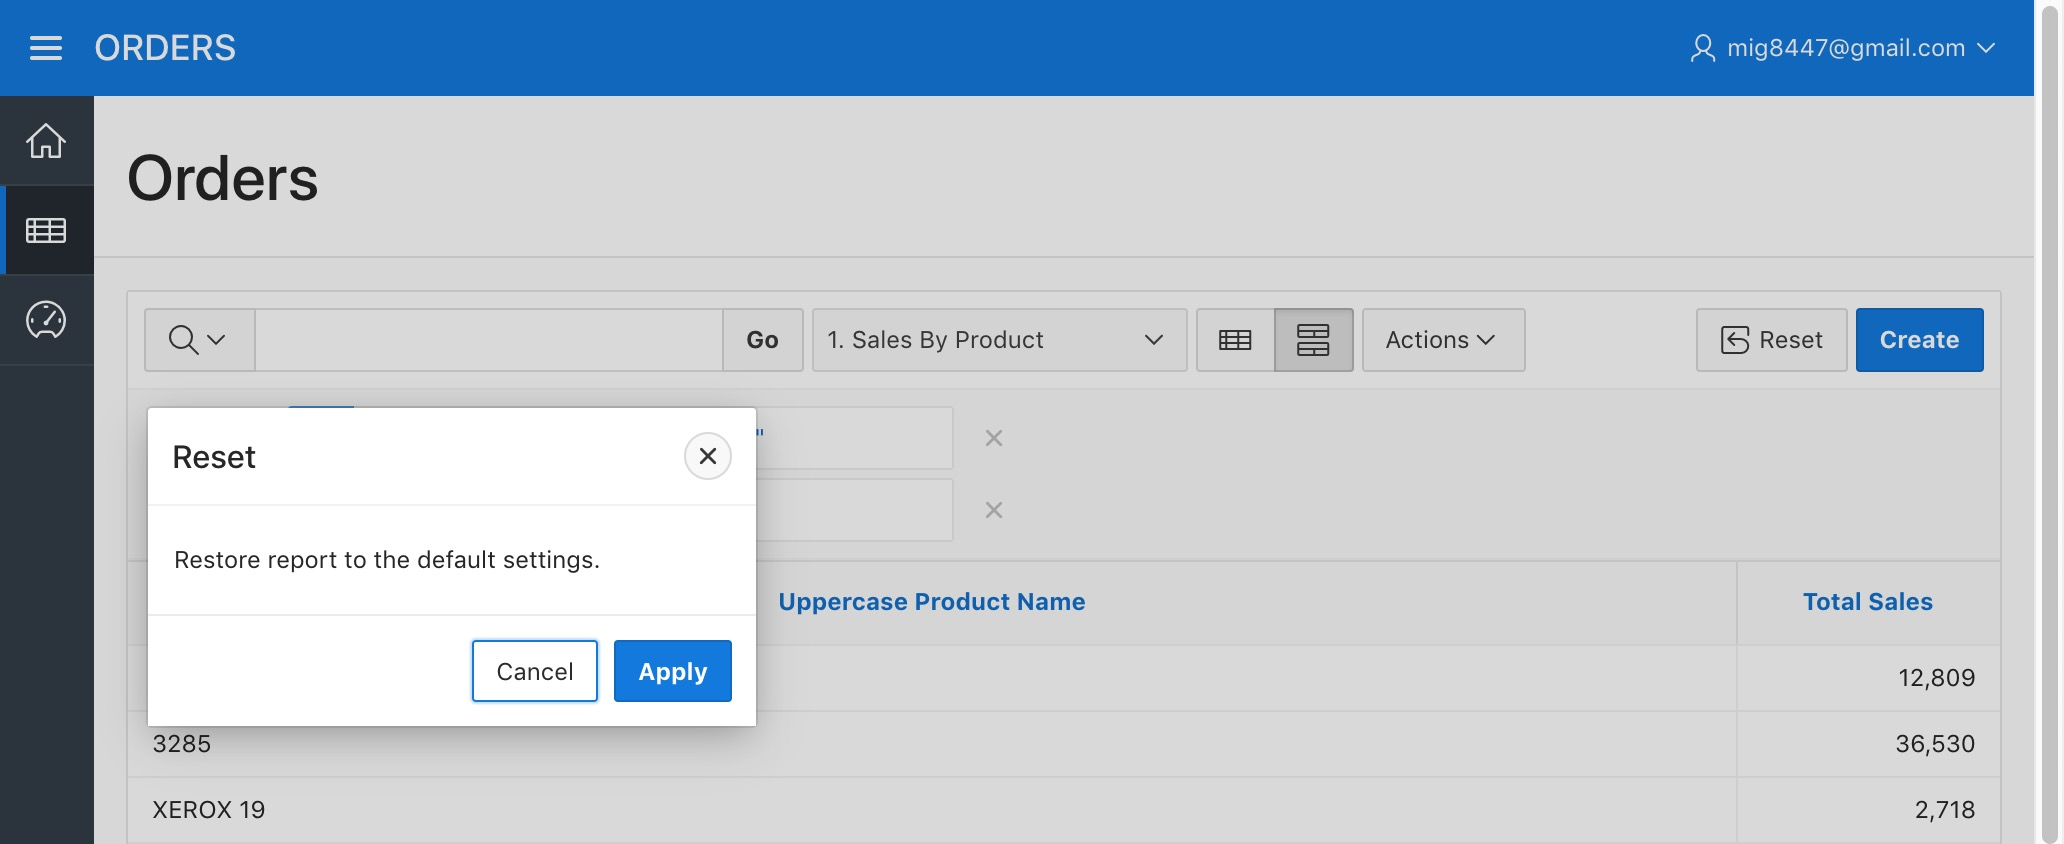 ORDERS
mig8447@gmail.com
Orders
Go
1. Sales By Product
Actions
Reset
Create
"
Reset
Restore report to the default settings.
Cancel
Apply
Uppercase Product Name
Total Sales
12,809
3285
36,530
XEROX 19
2,718